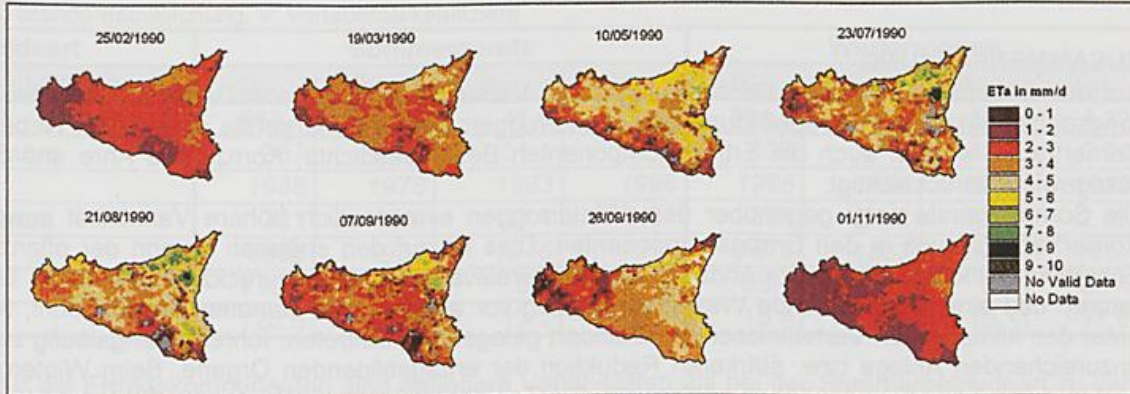 25/02/1990
19/03/1990
10/05/1990
23/07/1990
ETa in mm/d
0 - 1
1 - 2
2 - 3
3 - 4
4 - 5
5 - 6
6 - 7
7 - 8
8 - 9
9 - 10
No Valid Data
No Data
21/08/1990
07/09/1990
26/09/1990
01/11/1990